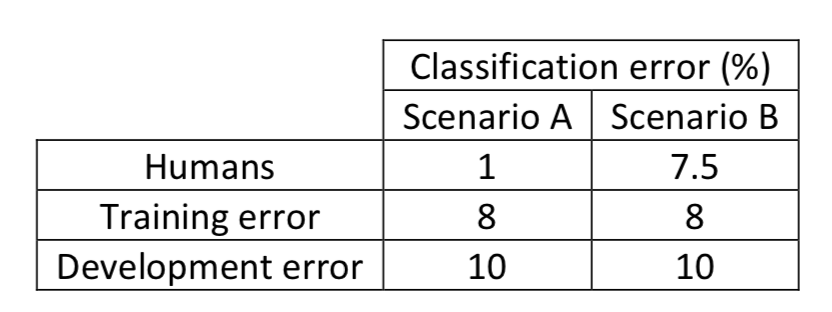 Classification error (%)
Scenario A Scenario B
Humans 1 7.5
Training error 8 8
Development error 10 10